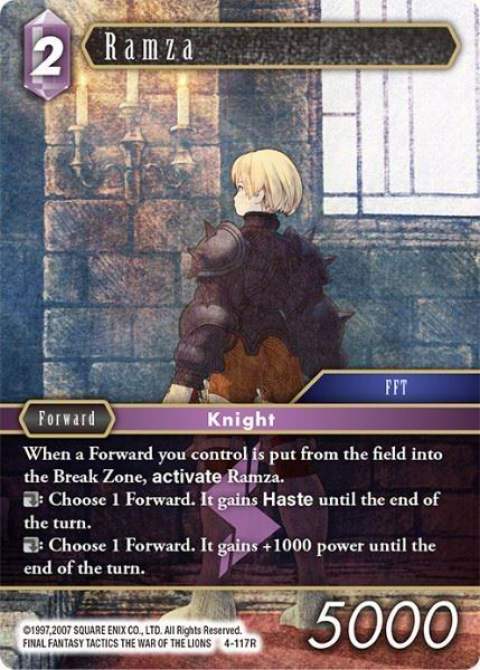 2
Ramza
FFT
Forward
Knight
When a Forward you control is put from the field into
the Break Zone, activate Ramza.
: Choose 1 Forward. It gains Haste until the end of
the turn.
: Choose 1 Forward. It gains +1000 power until the
end of the turn.
©1997,2007 SQUARE ENIX CO., LTD. All Rights Reserved.
FINAL FANTASY TACTICS THE WAR OF THE LIONS 4-117R
5000